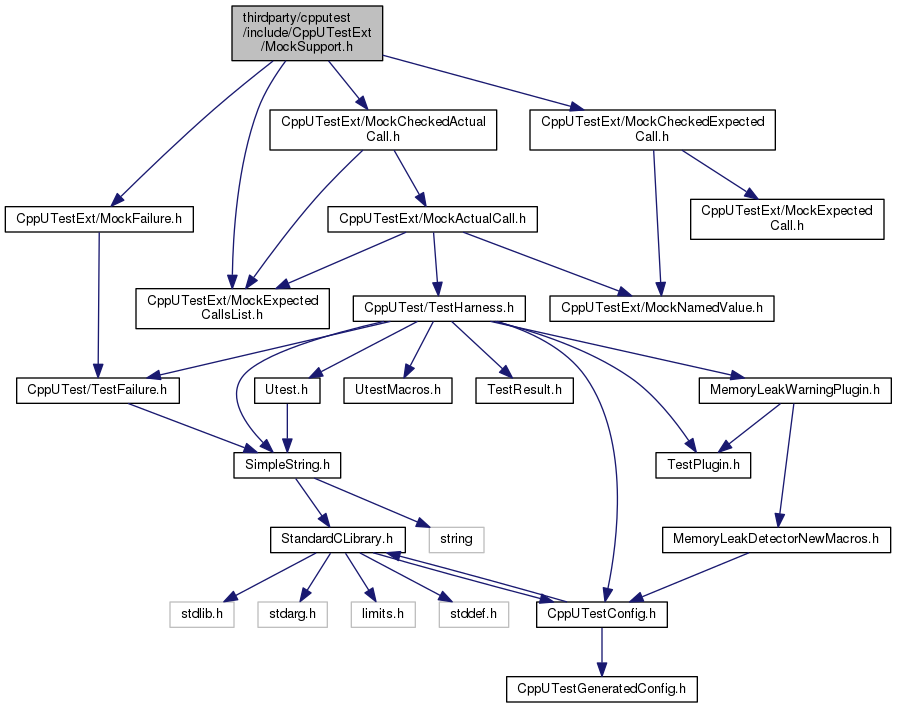 thirdparty/cpputest
/include/CppUTestExt
/MockSupport.h
CppUTestExt/MockCheckedActual
Call.h
CppUTestExt/MockCheckedExpected
Call.h
CppUTestExt/MockFailure.h
CppUTestExt/MockActualCall.h
CppUTestExt/MockExpected
Call.h
CppUTestExt/MockExpected
CallsList.h
CppUTest/TestHarness.h
CppUTestExt/MockNamedValue.h
CppUTest/TestFailure.h
Utest.h
UtestMacros.h
TestResult.h
MemoryLeakWarningPlugin.h
SimpleString.h
TestPlugin.h
StandardCLibrary.h
string
MemoryLeakDetectorNewMacros.h
stdlib.h
stdarg.h
limits.h
stddef.h
CppUTestConfig.h
CppUTestGeneratedConfig.h